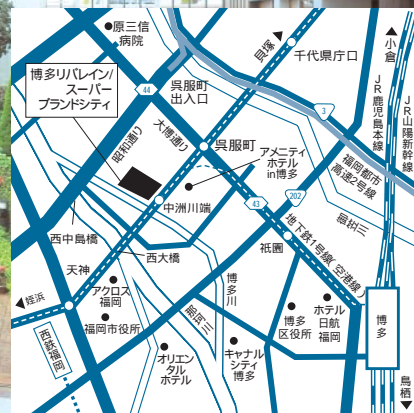 原三信
病院
貝塚
千代県庁口
小倉
博多リバレイン/
スーパー
ブランドシティ
44
呉服町
出入口
3
JR鹿児島本線
JR山陽新幹線
昭和通り
大博通り
呉服町
アメニティ
ホテル
in博多
福岡都市
高速2号線
202
中洲川端
43
地下鉄1号線(空港線)
祇園
西中島橋
西大橋
天神
博多川
那珂川
姪浜
アクロス
福岡
福岡市役所
西鉄福岡
オリエン
タル
ホテル
キャナル
シティ
博多
博多
区役所
ホテル
日航
福岡
博多
鳥栖